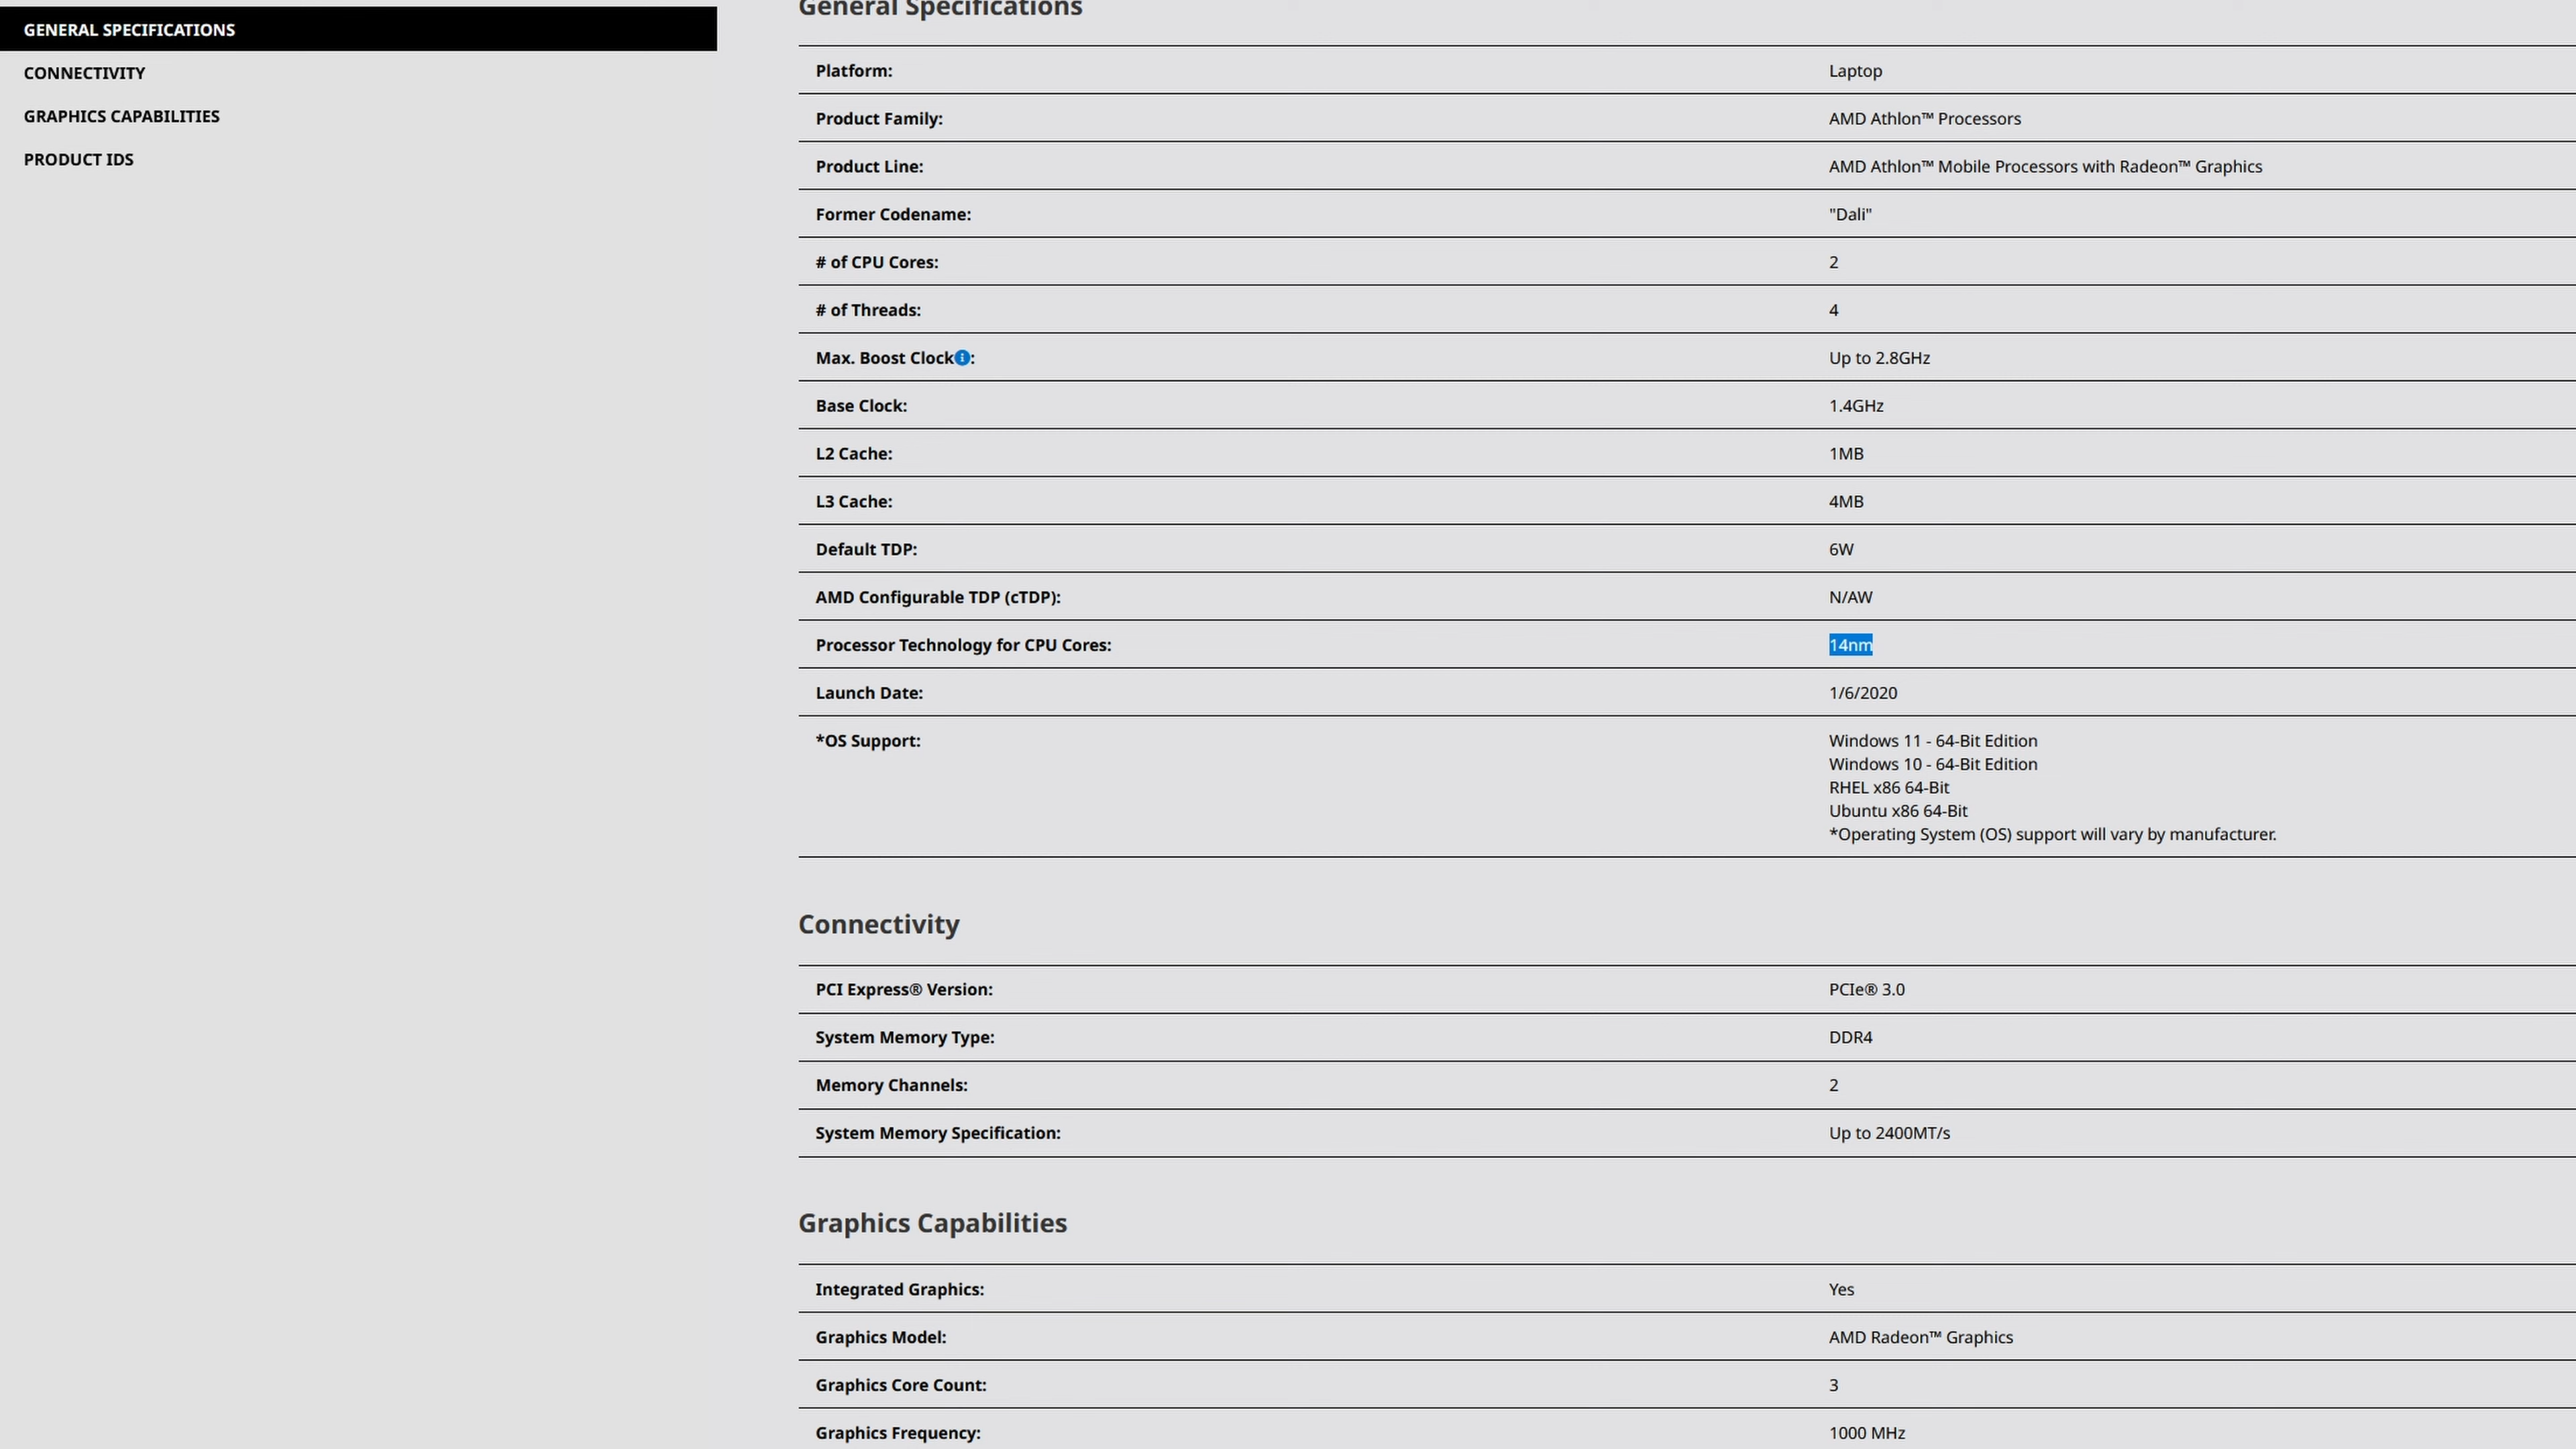 GENERAL SPECIFICATIONS
CONNECTIVITY
GRAPHICS CAPABILITIES
PRODUCT IDS
General Specifications
Platform: Laptop
Product Family: AMD Athlon™ Processors
Product Line: AMD Athlon™ Mobile Processors with Radeon™ Graphics
Former Codename: "Dali"
# of CPU Cores: 2
# of Threads: 4
Max. Boost Clock: Up to 2.8GHz
Base Clock: 1.4GHz
L2 Cache: 1MB
L3 Cache: 4MB
Default TDP: 6W
AMD Configurable TDP (cTDP): N/AW
Processor Technology for CPU Cores: 14nm
Launch Date: 1/6/2020
*OS Support: Windows 11 - 64-Bit Edition
Windows 10 - 64-Bit Edition
RHEL x86 64-Bit
Ubuntu x86 64-Bit
*Operating System (OS) support will vary by manufacturer.
Connectivity
PCI Express® Version: PCIe® 3.0
System Memory Type: DDR4
Memory Channels: 2
System Memory Specification: Up to 2400MT/s
Graphics Capabilities
Integrated Graphics: Yes
Graphics Model: AMD Radeon™ Graphics
Graphics Core Count: 3
Graphics Frequency: 1000 MHz